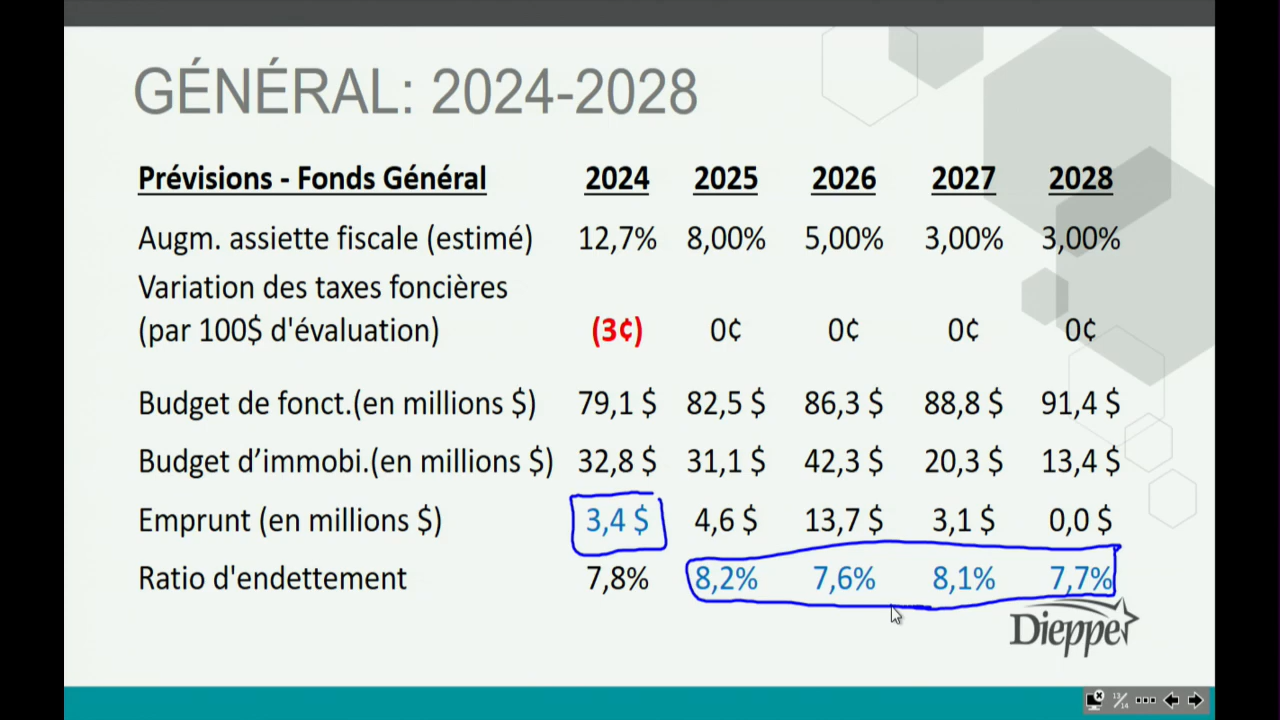 GÉNÉRAL: 2024-2028
Prévisions - Fonds Général 2024 2025 2026 2027 2028
Augm. assiette fiscale (estimé) 12,7% 8,00% 5,00% 3,00% 3,00%
Variation des taxes foncières
(par 100$ d'évaluation) (3¢) 0¢ 0¢ 0¢ 0¢
Budget de fonct.(en millions $) 79,1 $ 82,5 $ 86,3 $ 88,8 $ 91,4 $
Budget d’immobi.(en millions $) 32,8 $ 31,1 $ 42,3 $ 20,3 $ 13,4 $
Emprunt (en millions $) 3,4 $ 4,6 $ 13,7 $ 3,1 $ 0,0 $
Ratio d'endettement 7,8% 8,2% 7,6% 8,1% 7,7%
Dieppe
13/14